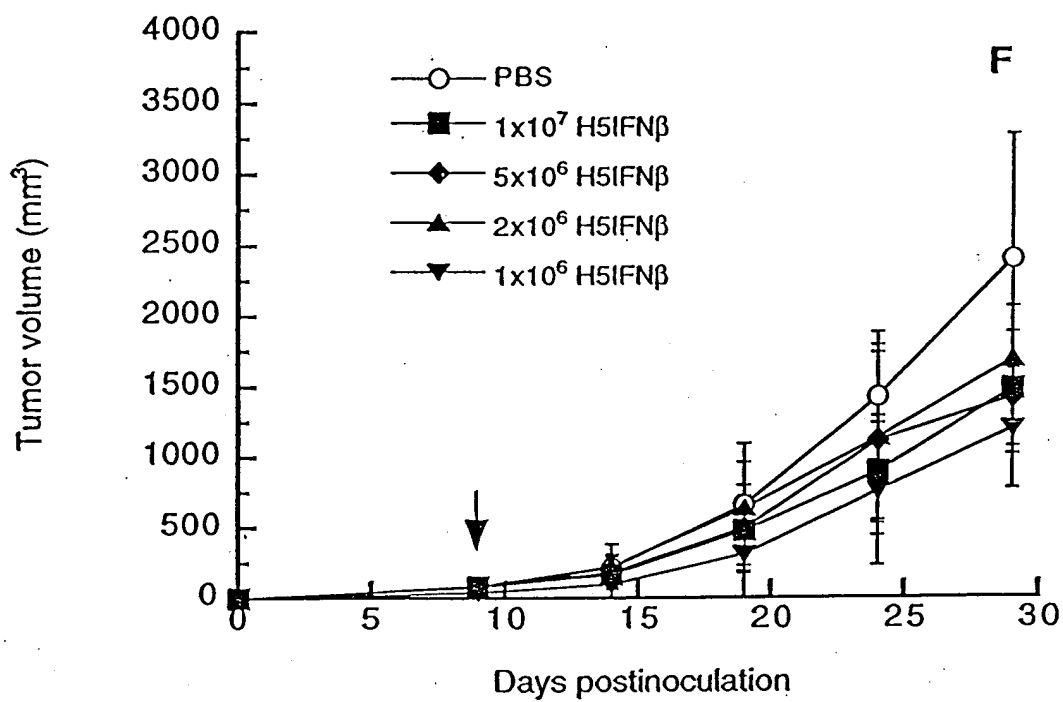 F
PBS
1x10⁷ H5IFNβ
5x10⁶ H5IFNβ
2x10⁶ H5IFNβ
1x10⁶ H5IFNβ
Tumor volume (mm³)
4000
3500
3000
2500
2000
1500
1000
500
0
0 5 10 15 20 25 30
Days postinoculation